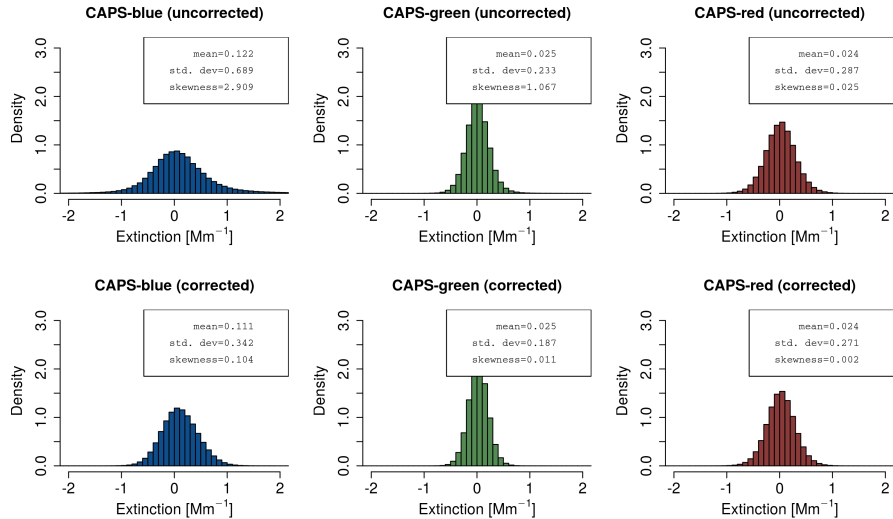 CAPS-blue (uncorrected)
mean=0.122
std. dev=0.689
skewness=2.909
Density
0.0 1.0 2.0 3.0
-2 -1 0 1 2
Extinction [Mm⁻¹]
CAPS-green (uncorrected)
mean=0.025
std. dev=0.233
skewness=1.067
Density
0.0 1.0 2.0 3.0
-2 -1 0 1 2
Extinction [Mm⁻¹]
CAPS-red (uncorrected)
mean=0.024
std. dev=0.287
skewness=0.025
Density
0.0 1.0 2.0 3.0
-2 -1 0 1 2
Extinction [Mm⁻¹]
CAPS-blue (corrected)
mean=0.111
std. dev=0.342
skewness=0.104
Density
0.0 1.0 2.0 3.0
-2 -1 0 1 2
Extinction [Mm⁻¹]
CAPS-green (corrected)
mean=0.025
std. dev=0.187
skewness=0.011
Density
0.0 1.0 2.0 3.0
-2 -1 0 1 2
Extinction [Mm⁻¹]
CAPS-red (corrected)
mean=0.024
std. dev=0.271
skewness=0.002
Density
0.0 1.0 2.0 3.0
-2 -1 0 1 2
Extinction [Mm⁻¹]